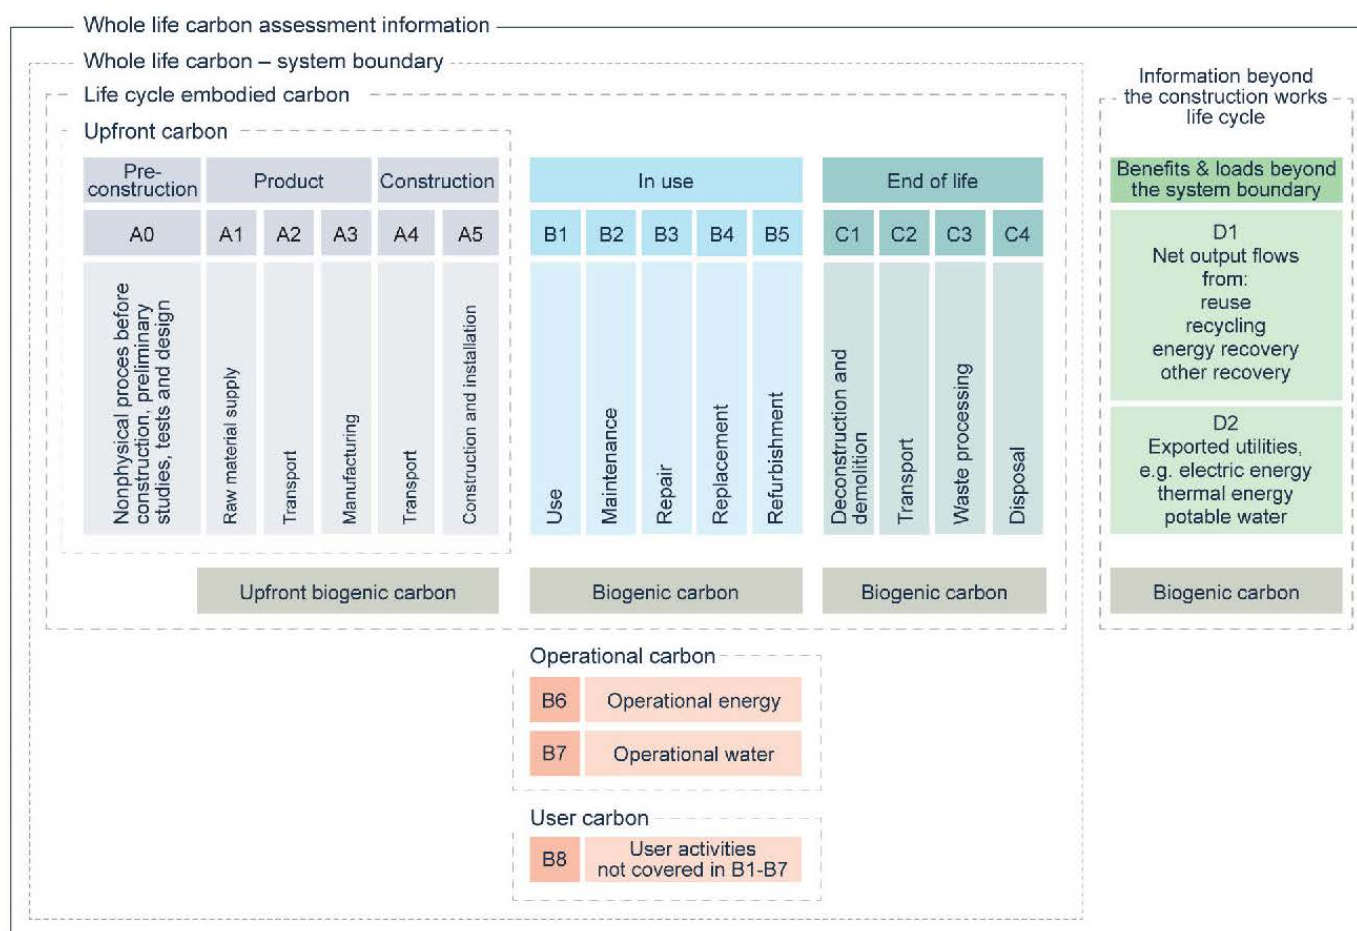 Whole life carbon assessment information
Whole life carbon – system boundary
Life cycle embodied carbon
Upfront carbon
Pre-
construction
Product
Construction
In use
End of life
A0
A1
A2
A3
A4
A5
B1
B2
B3
B4
B5
C1
C2
C3
C4
Nonphysical proces before
construction, preliminary
studies, tests and design
Raw material supply
Transport
Manufacturing
Transport
Construction and installation
Use
Maintenance
Repair
Replacement
Refurbishment
Deconstruction and
demolition
Transport
Waste processing
Disposal
Upfront biogenic carbon
Biogenic carbon
Biogenic carbon
Operational carbon
B6
Operational energy
B7
Operational water
User carbon
B8
User activities
not covered in B1-B7
Information beyond
the construction works
life cycle
Benefits & loads beyond
the system boundary
D1
Net output flows
from:
reuse
recycling
energy recovery
other recovery
D2
Exported utilities,
e.g. electric energy
thermal energy
potable water
Biogenic carbon